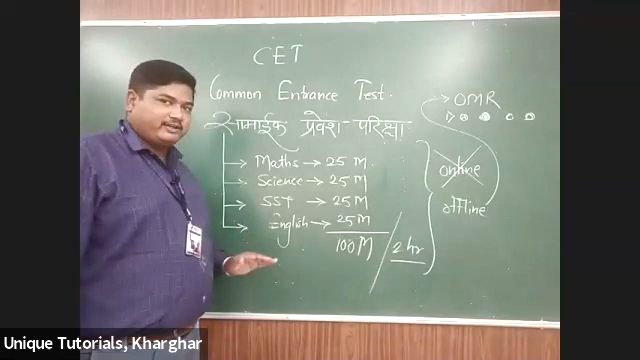 CET
Common Entrance Test.
सामाईक प्रवेश परिक्षा
Maths → 25 M.
Science → 25 M
SST → 25 M
English → 25 M
100 M / 2 hr
OMR
online
offline
Unique Tutorials, Kharghar